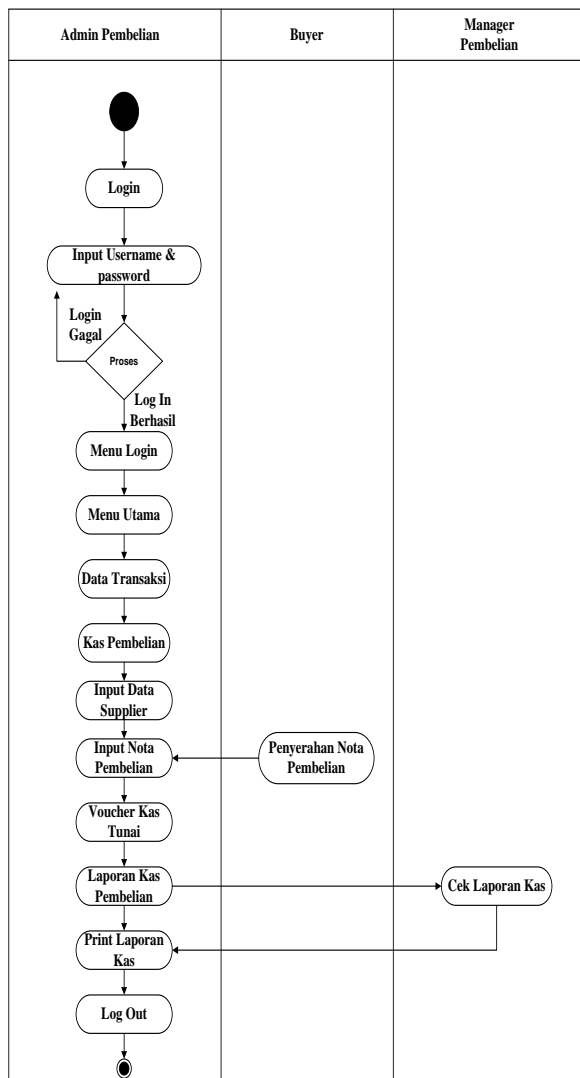 Admin Pembelian
Buyer
Manager
Pembelian
Login
Input Username &
password
Login
Gagal
Proses
Log In
Berhasil
Menu Login
Menu Utama
Data Transaksi
Kas Pembelian
Input Data
Supplier
Input Nota
Pembelian
Penyerahan Nota
Pembelian
Voucher Kas
Tunai
Laporan Kas
Pembelian
Cek Laporan Kas
Print Laporan
Kas
Log Out